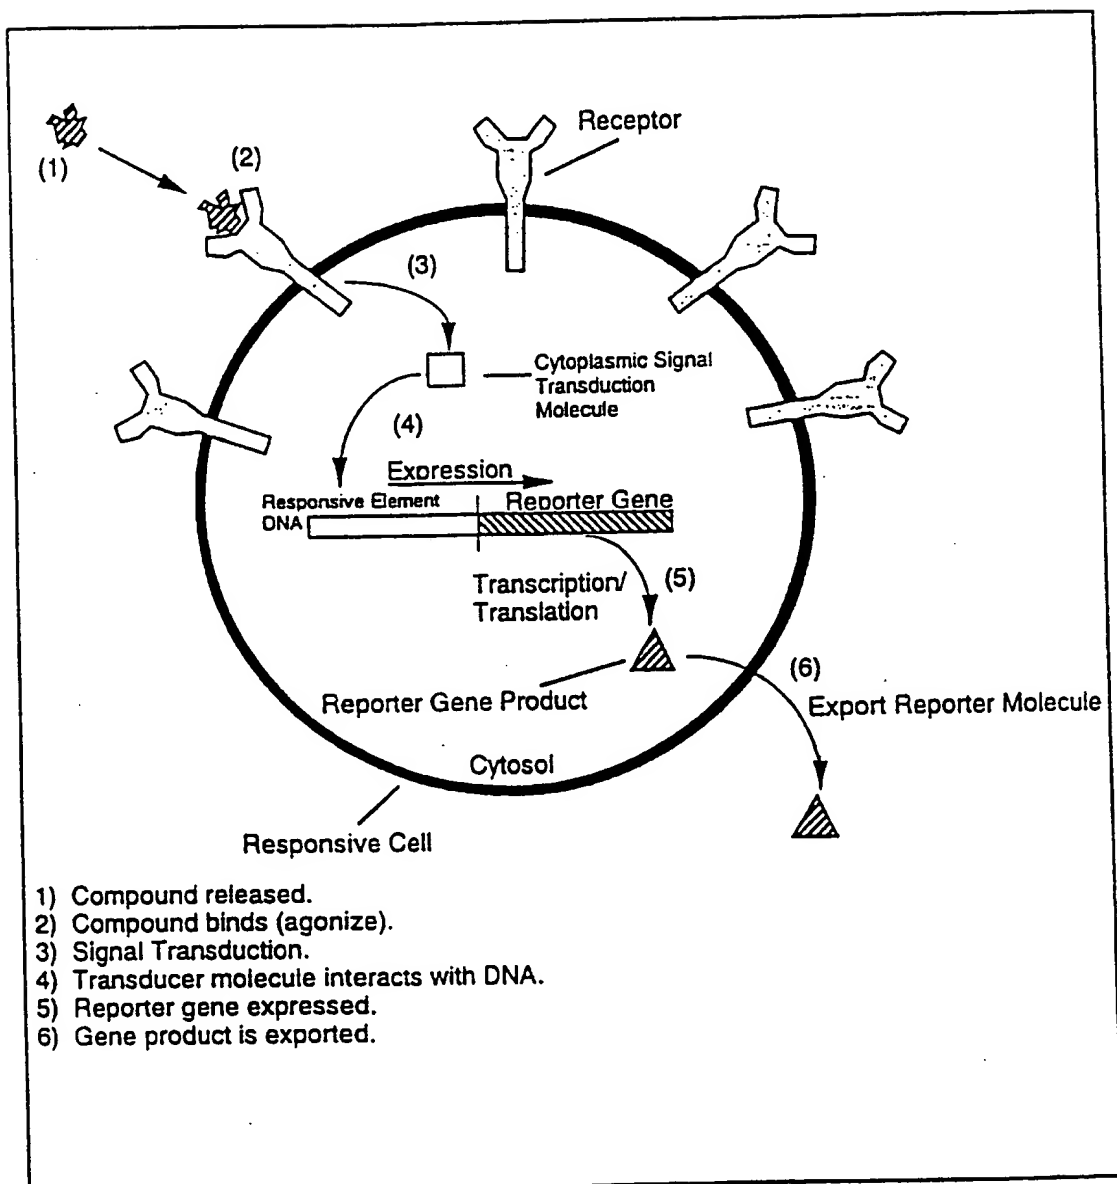 Receptor
(1)
(2)
(3)
Cytoplasmic Signal
Transduction
Molecule
(4)
Expression
Responsive Element
DNA
Reporter Gene
Transcription/
Translation
(5)
(6)
Reporter Gene Product
Export Reporter Molecule
Cytosol
Responsive Cell
1) Compound released.
2) Compound binds (agonize).
3) Signal Transduction.
4) Transducer molecule interacts with DNA.
5) Reporter gene expressed.
6) Gene product is exported.